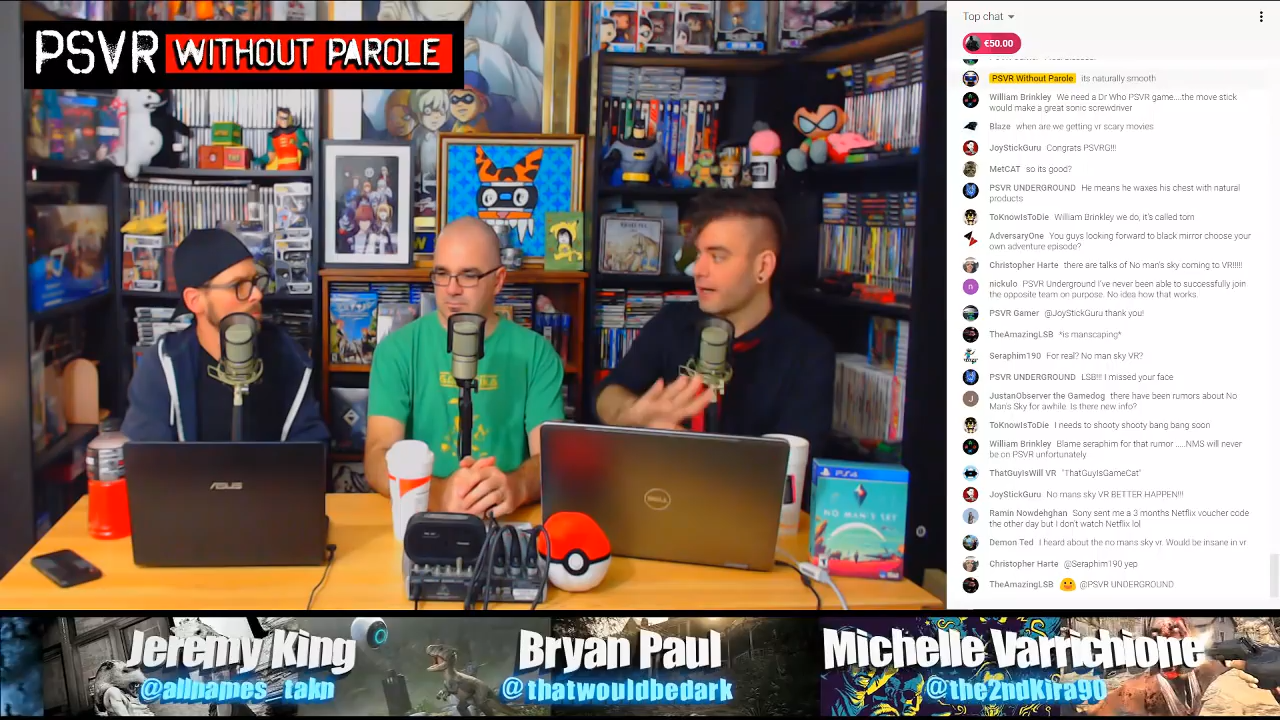 PSVR WITHOUT PAROLE
Top chat
€50.00
PSVR Without Parole its naturally smooth
William Brinkley We need a Dr Who PSVR game....the move stick
would make a great sonic screwdriver
Blaze when are we getting vr scary movies
JoyStickGuru Congrats PSVRG!!!
MetCAT so its good?
PSVR UNDERGROUND He means he waxes his chest with natural
products
ToKnowIsToDie William Brinkley we do, it's called torn
AdversaryOne You guys looking forward to black mirror choose your
own adventure episode?
Christopher Harte there are talks of No man's sky coming to VR!!!!!
nickulo PSVR Underground I've never been able to successfully join
the opposite team on purpose. No idea how that works.
PSVR Gamer @JoyStickGuru thank you!
TheAmazingLSB *is manscaping*
Seraphim190 For real? No man sky VR?
PSVR UNDERGROUND LSB!!! I missed your face
JustanObserver the Gamedog there have been rumors about No
Man's Sky for awhile. Is there new info?
ToKnowIsToDie I needs to shooty shooty bang bang soon
William Brinkley Blame seraphim for that rumor .....NMS will never
be on PSVR unfortunately
ThatGuyIsWill VR "ThatGuyIsGameCat"
JoyStickGuru No mans sky VR BETTER HAPPEN!!!
Ramin Nowdehghan Sony sent me a 3 months Netflix voucher code
the other day but I don't watch Netflix lol
Demon Ted I heard about the no mans sky vr. Would be insane in vr
Christopher Harte @Seraphim190 yep
TheAmazingLSB @PSVR UNDERGROUND
ASUS
DELL
PS4
NO MAN'S SKY
Jeremy King
@allnames_takn
Bryan Paul
@thatwouldbedark
Michelle Varrichione
@the2ndKira90